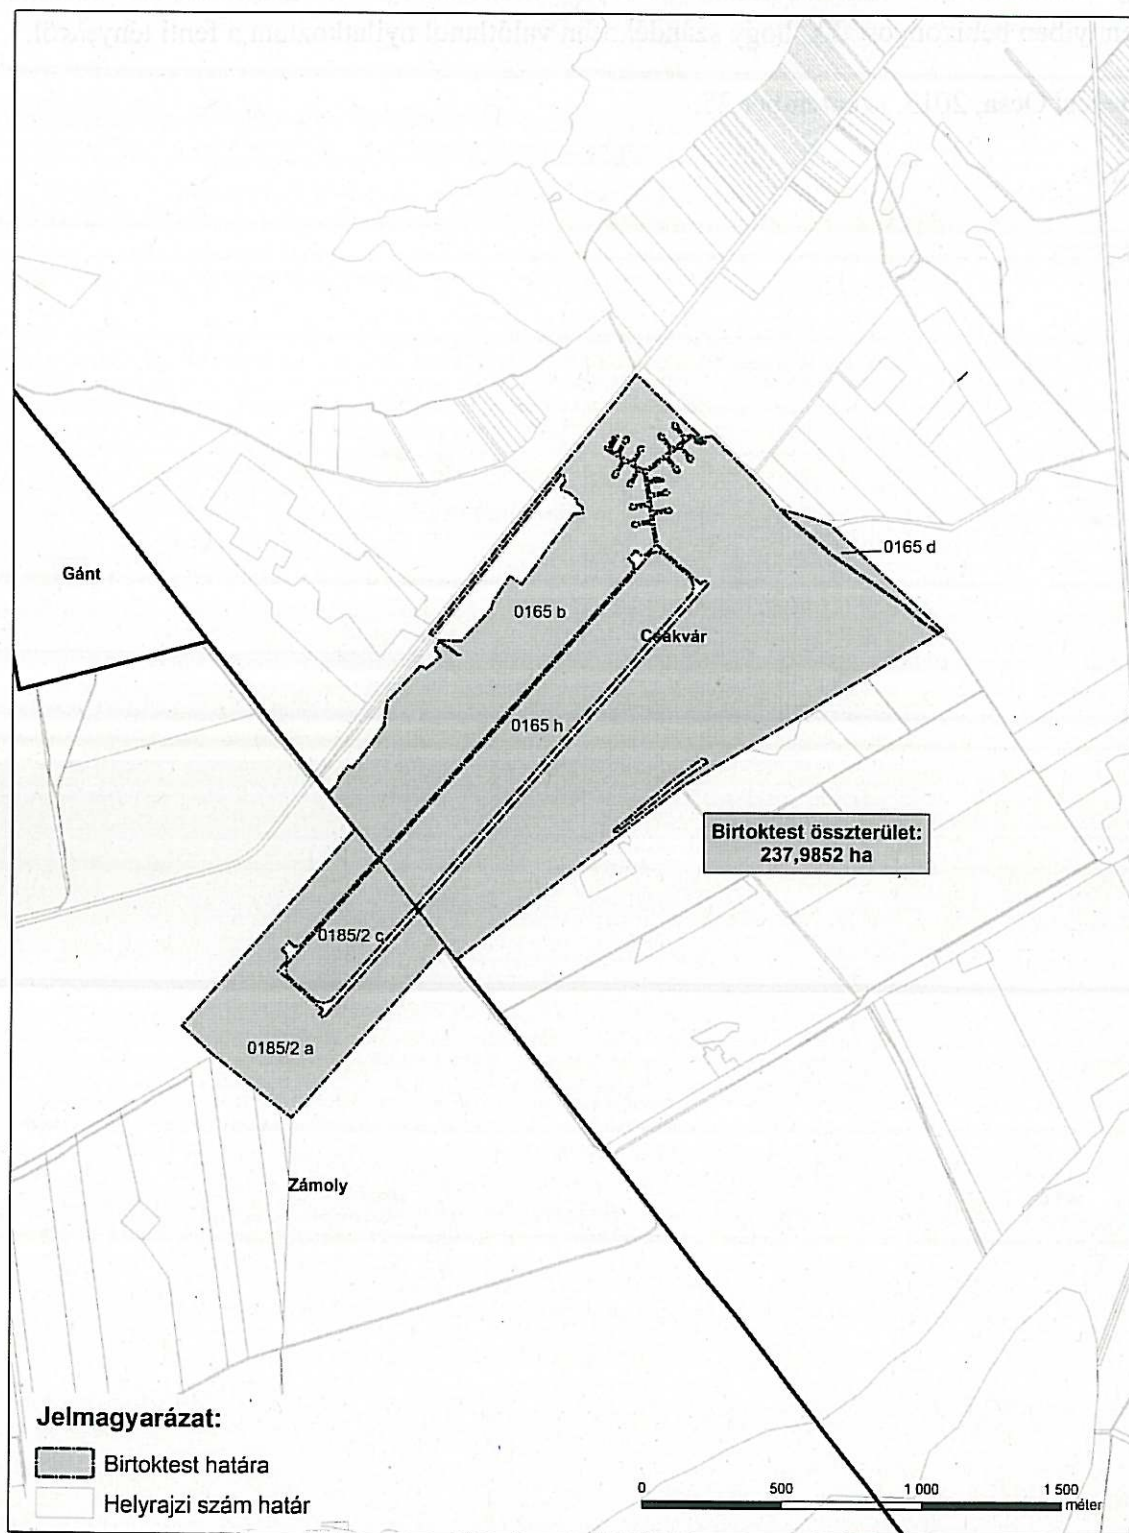 Gánt
0165 d
0165 b
Csákvár
0165 h
Birtoktest összterület:
237,9852 ha
0185/2 c
0185/2 a
Zámoly
Jelmagyarázat:
Birtoktest határa
Helyrajzi szám határ
0 500 1 000 1 500
méter